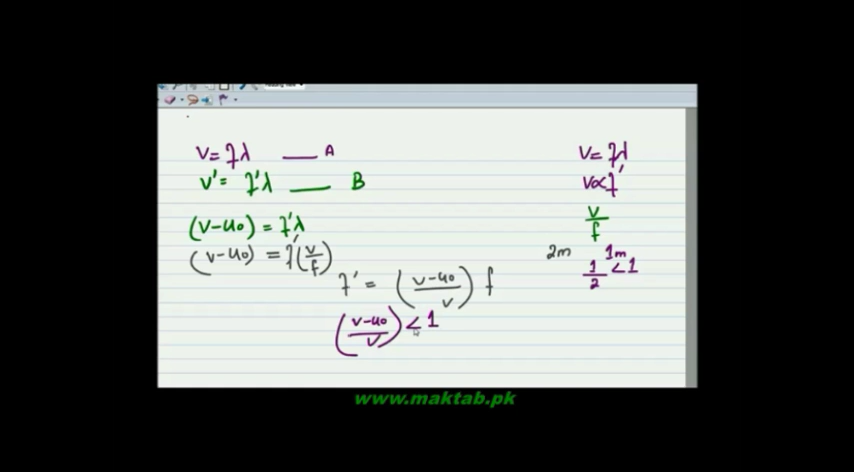 v = fλ — A
v' = f'λ — B
(v-u₀) = f'λ
(v-u₀) = f'(v/f)
f' = (v-u₀/v) f
(v-u₀/v) < 1
v = fλ
v ∝ f'
v/f
2m 1m
1/2 < 1
www.maktab.pk